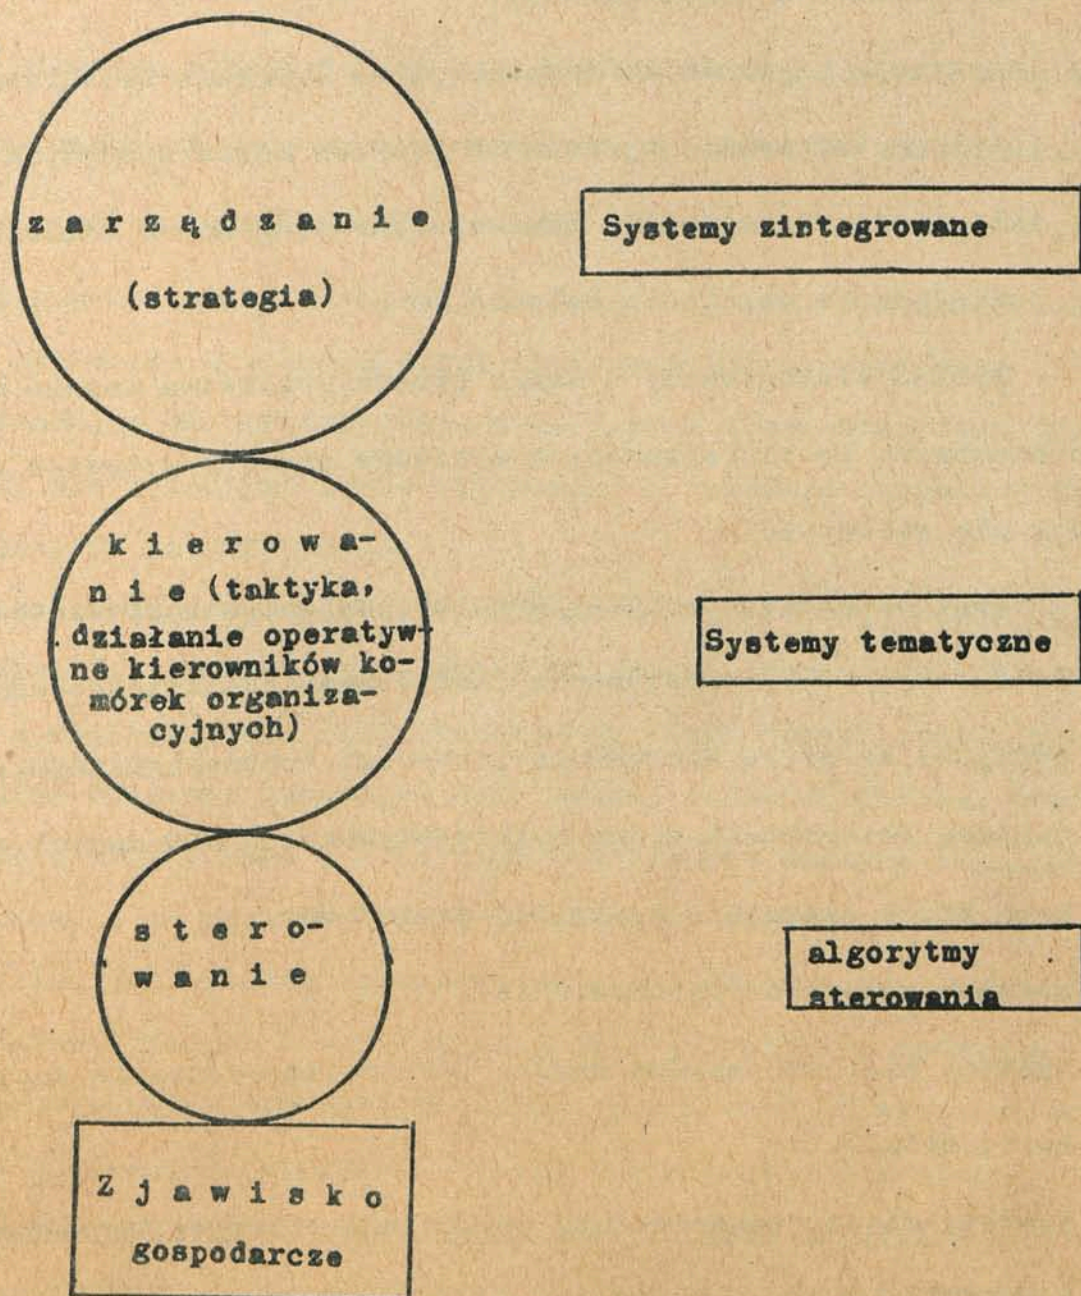 z a r z ą d z a n i e
(strategia)
Systemy zintegrowane
k i e r o w a-
n i e (taktyka,
działanie operatyw-
ne kierowników ko-
mórek organiza-
cyjnych)
Systemy tematyczne
s t e r o-
w a n i e
algorytmy
sterowania
Z j a w i s k o
gospodarcze